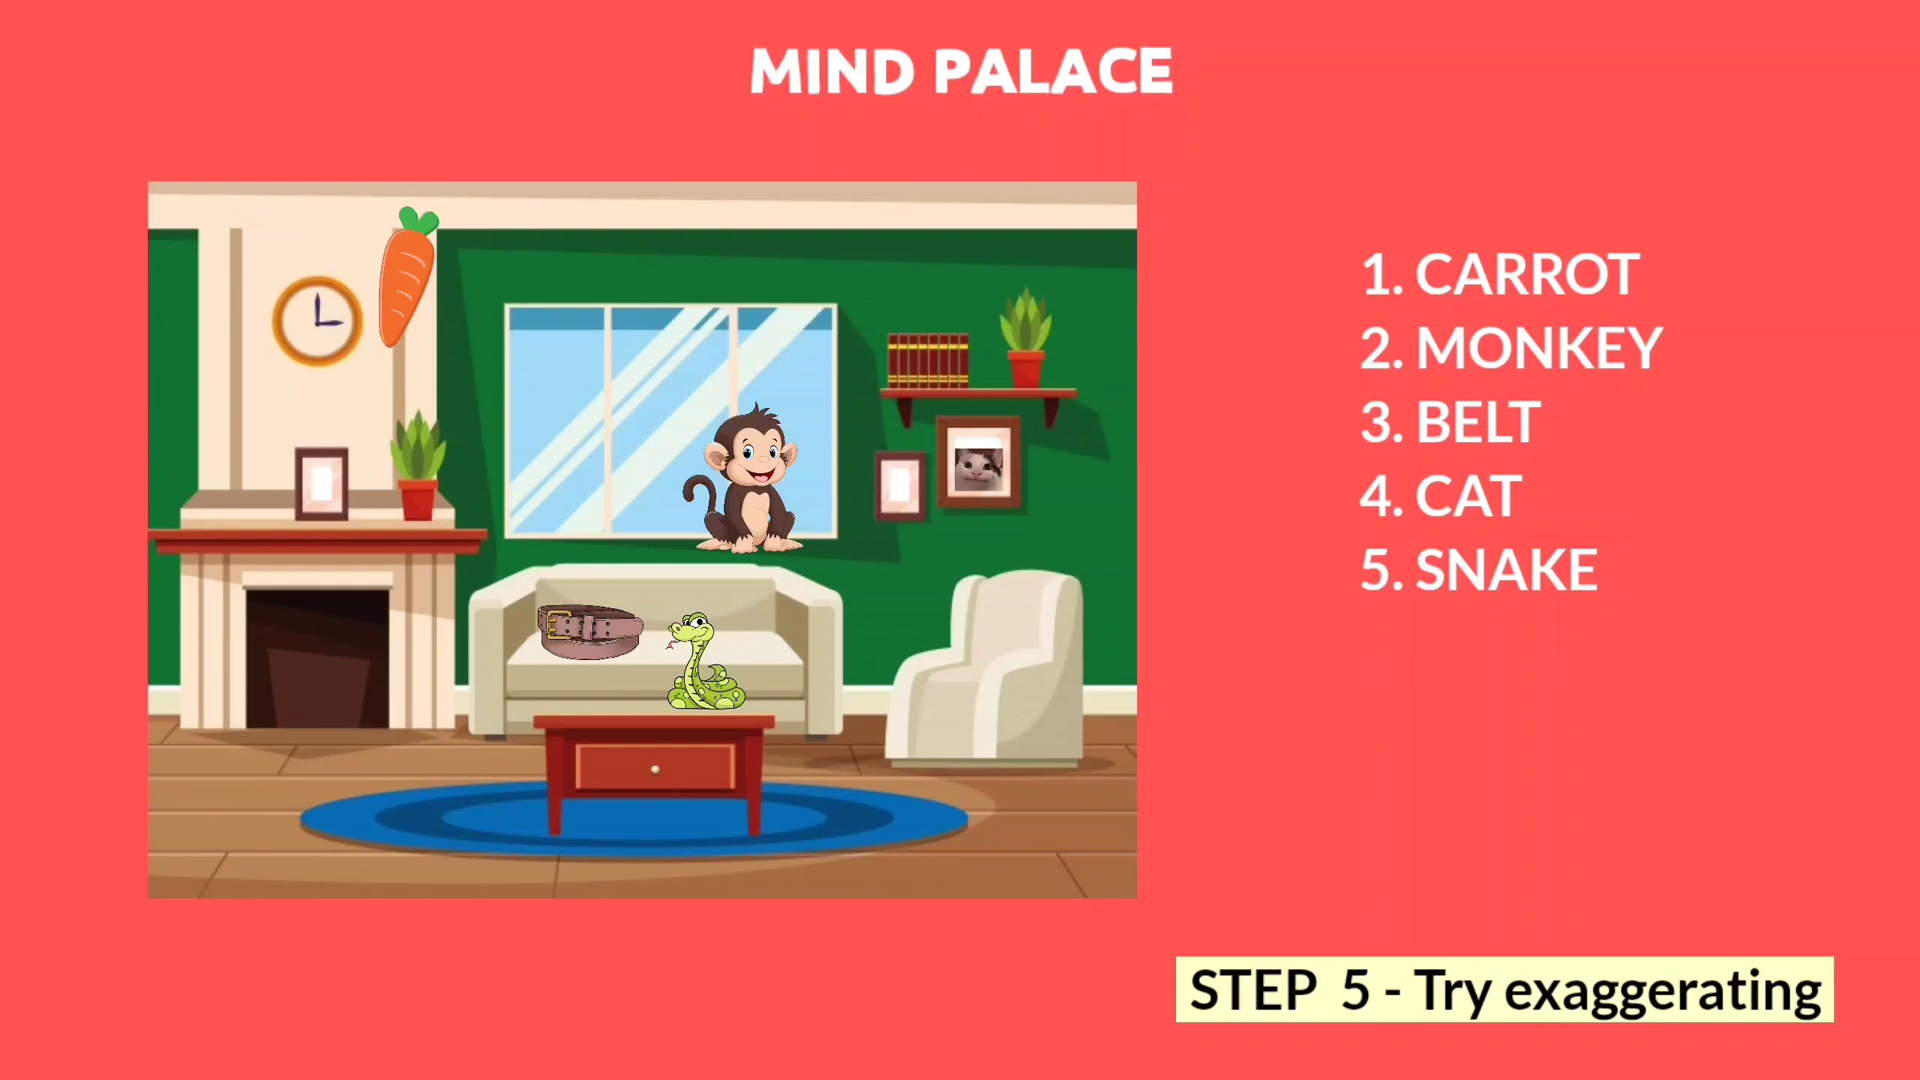 MIND PALACE
1. CARROT
2. MONKEY
3. BELT
4. CAT
5. SNAKE
STEP 5 - Try exaggerating